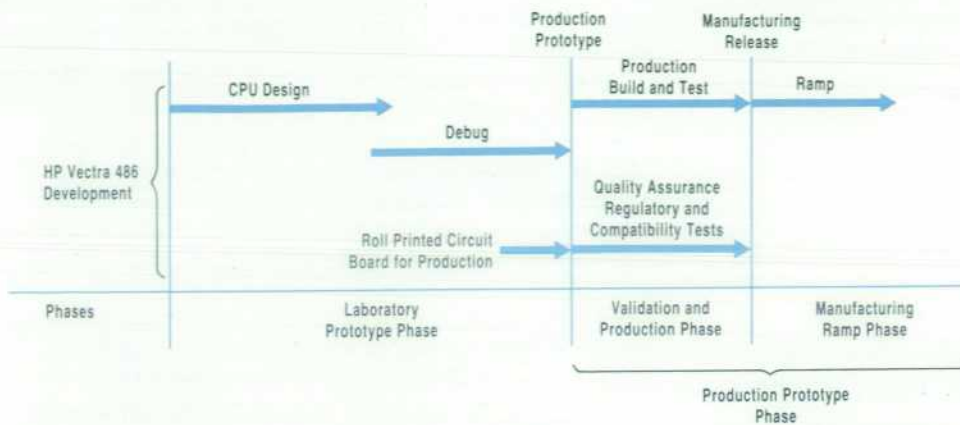 Production
Prototype
Manufacturing
Release
CPU Design
Production
Build and Test
Ramp
Debug
HP Vectra 486
Development
Quality Assurance
Regulatory and
Compatibility Tests
Roll Printed Circuit
Board for Production
Phases
Laboratory
Prototype Phase
Validation and
Production Phase
Manufacturing
Ramp Phase
Production Prototype
Phase